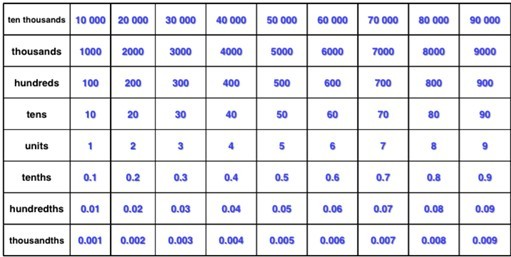 ten thousands 10 000 20 000 30 000 40 000 50 000 60 000 70 000 80 000 90 000
thousands 1000 2000 3000 4000 5000 6000 7000 8000 9000
hundreds 100 200 300 400 500 600 700 800 900
tens 10 20 30 40 50 60 70 80 90
units 1 2 3 4 5 6 7 8 9
tenths 0.1 0.2 0.3 0.4 0.5 0.6 0.7 0.8 0.9
hundredths 0.01 0.02 0.03 0.04 0.05 0.06 0.07 0.08 0.09
thousandths 0.001 0.002 0.003 0.004 0.005 0.006 0.007 0.008 0.009